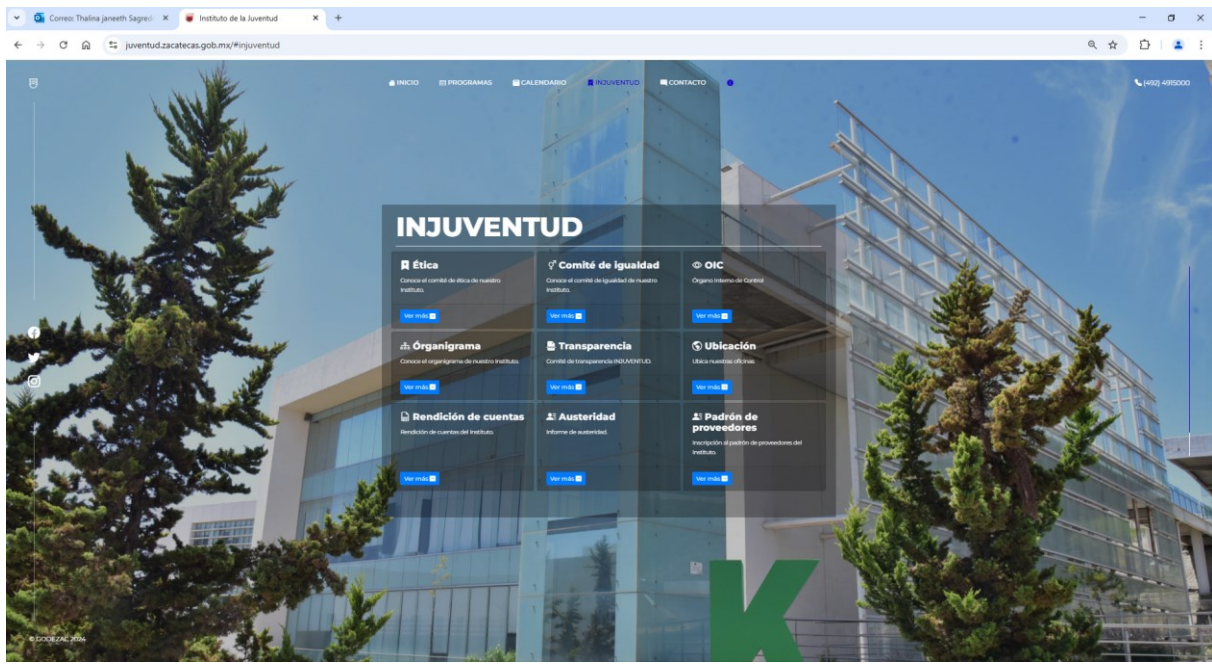 Correo: Thalina janeeth Sagred
Instituto de la Juventud
juventud.zacatecas.gob.mx/#injuventud
INICIO PROGRAMAS CALENDARIO INJUVENTUD CONTACTO (492) 4915000
INJUVENTUD
Ética
Conoce el comité de ética de nuestro
Instituto.
Ver más
Comité de igualdad
Conoce el comité de igualdad de nuestro
Instituto.
Ver más
OIC
Órgano Interno de Control
Ver más
Órganigrama
Conoce el organigrama de nuestro Instituto.
Ver más
Transparencia
Comité de transparencia INJUVENTUD.
Ver más
Ubicación
Ubica nuestras oficinas
Ver más
Rendición de cuentas
Rendición de cuentas del Instituto.
Ver más
Austeridad
Informe de austeridad.
Ver más
Padrón de
proveedores
Inscripción al padrón de proveedores del
Instituto.
Ver más
K
© GODEZAC 2024